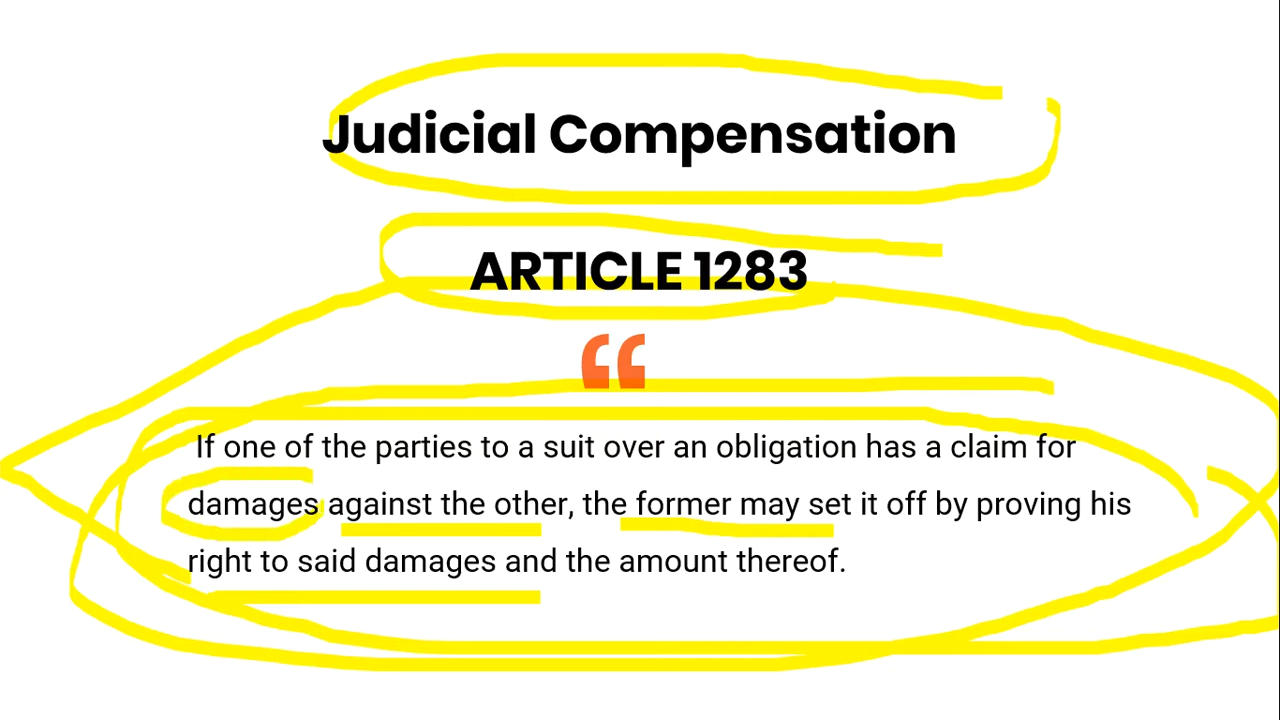 Judicial Compensation
ARTICLE 1283
“
If one of the parties to a suit over an obligation has a claim for
damages against the other, the former may set it off by proving his
right to said damages and the amount thereof.